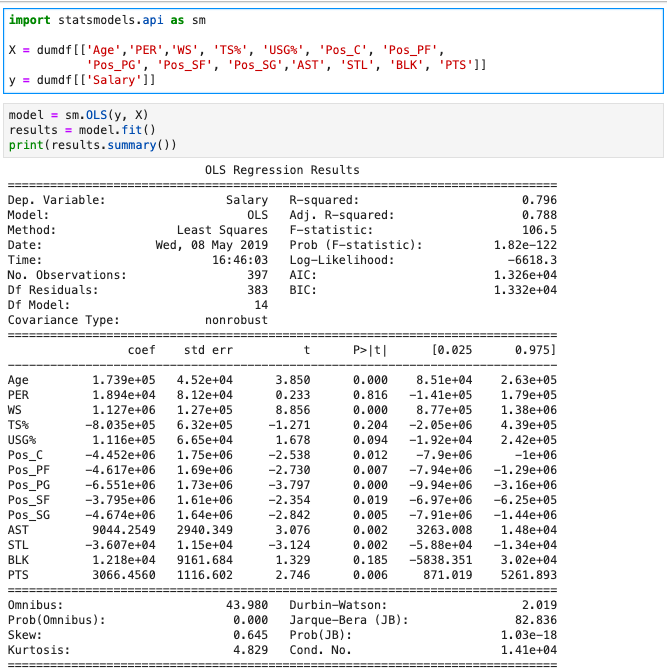 import statsmodels.api as sm
X = dumdf[['Age','PER','WS', 'TS%', 'USG%', 'Pos_C', 'Pos_PF',
'Pos_PG', 'Pos_SF', 'Pos_SG','AST', 'STL', 'BLK', 'PTS']]
y = dumdf[['Salary']]
model = sm.OLS(y, X)
results = model.fit()
print(results.summary())
OLS Regression Results
==============================================================================
Dep. Variable: Salary R-squared: 0.796
Model: OLS Adj. R-squared: 0.788
Method: Least Squares F-statistic: 106.5
Date: Wed, 08 May 2019 Prob (F-statistic): 1.82e-122
Time: 16:46:03 Log-Likelihood: -6618.3
No. Observations: 397 AIC: 1.326e+04
Df Residuals: 383 BIC: 1.332e+04
Df Model: 14
Covariance Type: nonrobust
==============================================================================
coef std err t P>|t| [0.025 0.975]
------------------------------------------------------------------------------
Age 1.739e+05 4.52e+04 3.850 0.000 8.51e+04 2.63e+05
PER 1.894e+04 8.12e+04 0.233 0.816 -1.41e+05 1.79e+05
WS 1.127e+06 1.27e+05 8.856 0.000 8.77e+05 1.38e+06
TS% -8.035e+05 6.32e+05 -1.271 0.204 -2.05e+06 4.39e+05
USG% 1.116e+05 6.65e+04 1.678 0.094 -1.92e+04 2.42e+05
Pos_C -4.452e+06 1.75e+06 -2.538 0.012 -7.9e+06 -1e+06
Pos_PF -4.617e+06 1.69e+06 -2.730 0.007 -7.94e+06 -1.29e+06
Pos_PG -6.551e+06 1.73e+06 -3.797 0.000 -9.94e+06 -3.16e+06
Pos_SF -3.795e+06 1.61e+06 -2.354 0.019 -6.97e+06 -6.25e+05
Pos_SG -4.674e+06 1.64e+06 -2.842 0.005 -7.91e+06 -1.44e+06
AST 9044.2549 2940.349 3.076 0.002 3263.008 1.48e+04
STL -3.607e+04 1.15e+04 -3.124 0.002 -5.88e+04 -1.34e+04
BLK 1.218e+04 9161.684 1.329 0.185 -5838.351 3.02e+04
PTS 3066.4560 1116.602 2.746 0.006 871.019 5261.893
==============================================================================
Omnibus: 43.980 Durbin-Watson: 2.019
Prob(Omnibus): 0.000 Jarque-Bera (JB): 82.836
Skew: 0.645 Prob(JB): 1.03e-18
Kurtosis: 4.829 Cond. No. 1.41e+04
==============================================================================